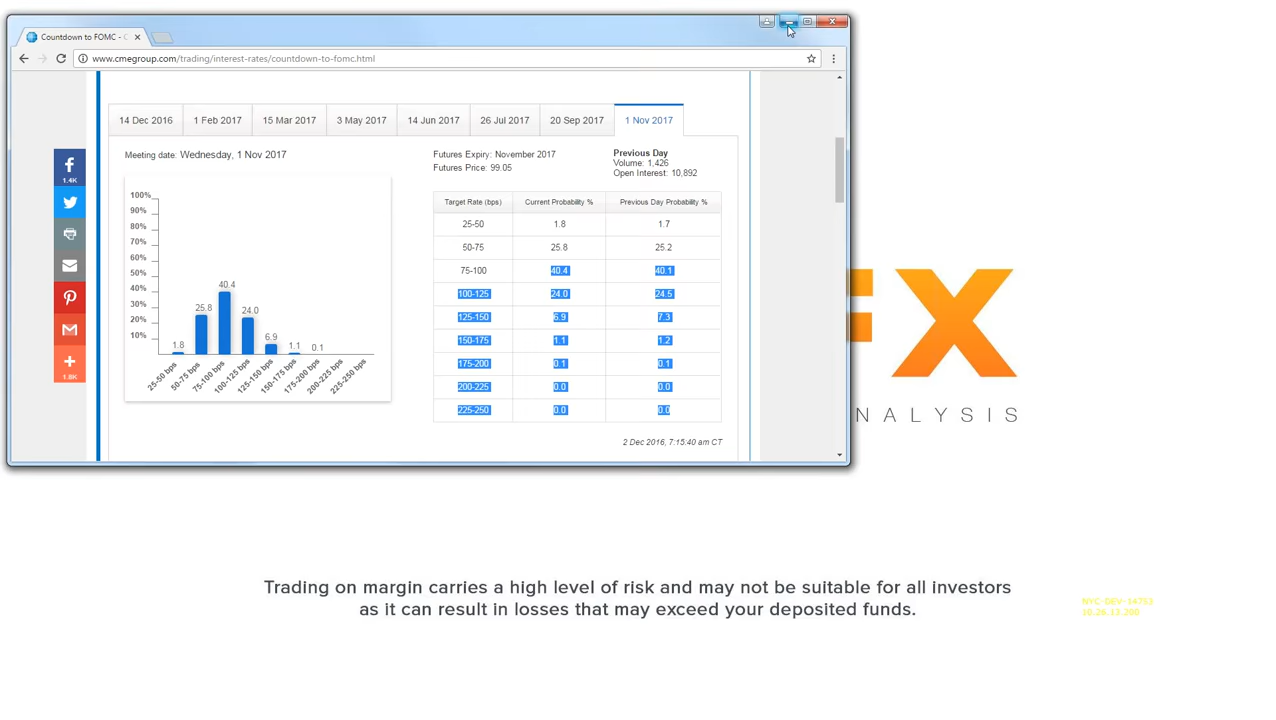 Countdown to FOMC - C
www.cmegroup.com/trading/interest-rates/countdown-to-fomc.html
14 Dec 2016 1 Feb 2017 15 Mar 2017 3 May 2017 14 Jun 2017 26 Jul 2017 20 Sep 2017 1 Nov 2017
Meeting date: Wednesday, 1 Nov 2017
Futures Expiry: November 2017
Futures Price: 99.05
Previous Day
Volume: 1,426
Open Interest: 10,892
1.4K
1.8K
100%
90%
80%
70%
60%
50%
40%
30%
20%
10%
1.8
25.8
40.4
24.0
6.9
1.1
0.1
25-50 bps
50-75 bps
75-100 bps
100-125 bps
125-150 bps
150-175 bps
175-200 bps
200-225 bps
225-250 bps
Target Rate (bps) Current Probability % Previous Day Probability %
25-50 1.8 1.7
50-75 25.8 25.2
75-100 40.4 40.1
100-125 24.0 24.5
125-150 6.9 7.3
150-175 1.1 1.2
175-200 0.1 0.1
200-225 0.0 0.0
225-250 0.0 0.0
2 Dec 2016, 7:15:40 am CT
FX
NALYSIS
Trading on margin carries a high level of risk and may not be suitable for all investors
as it can result in losses that may exceed your deposited funds.
NYC-DEV-14753
10.26.13.200